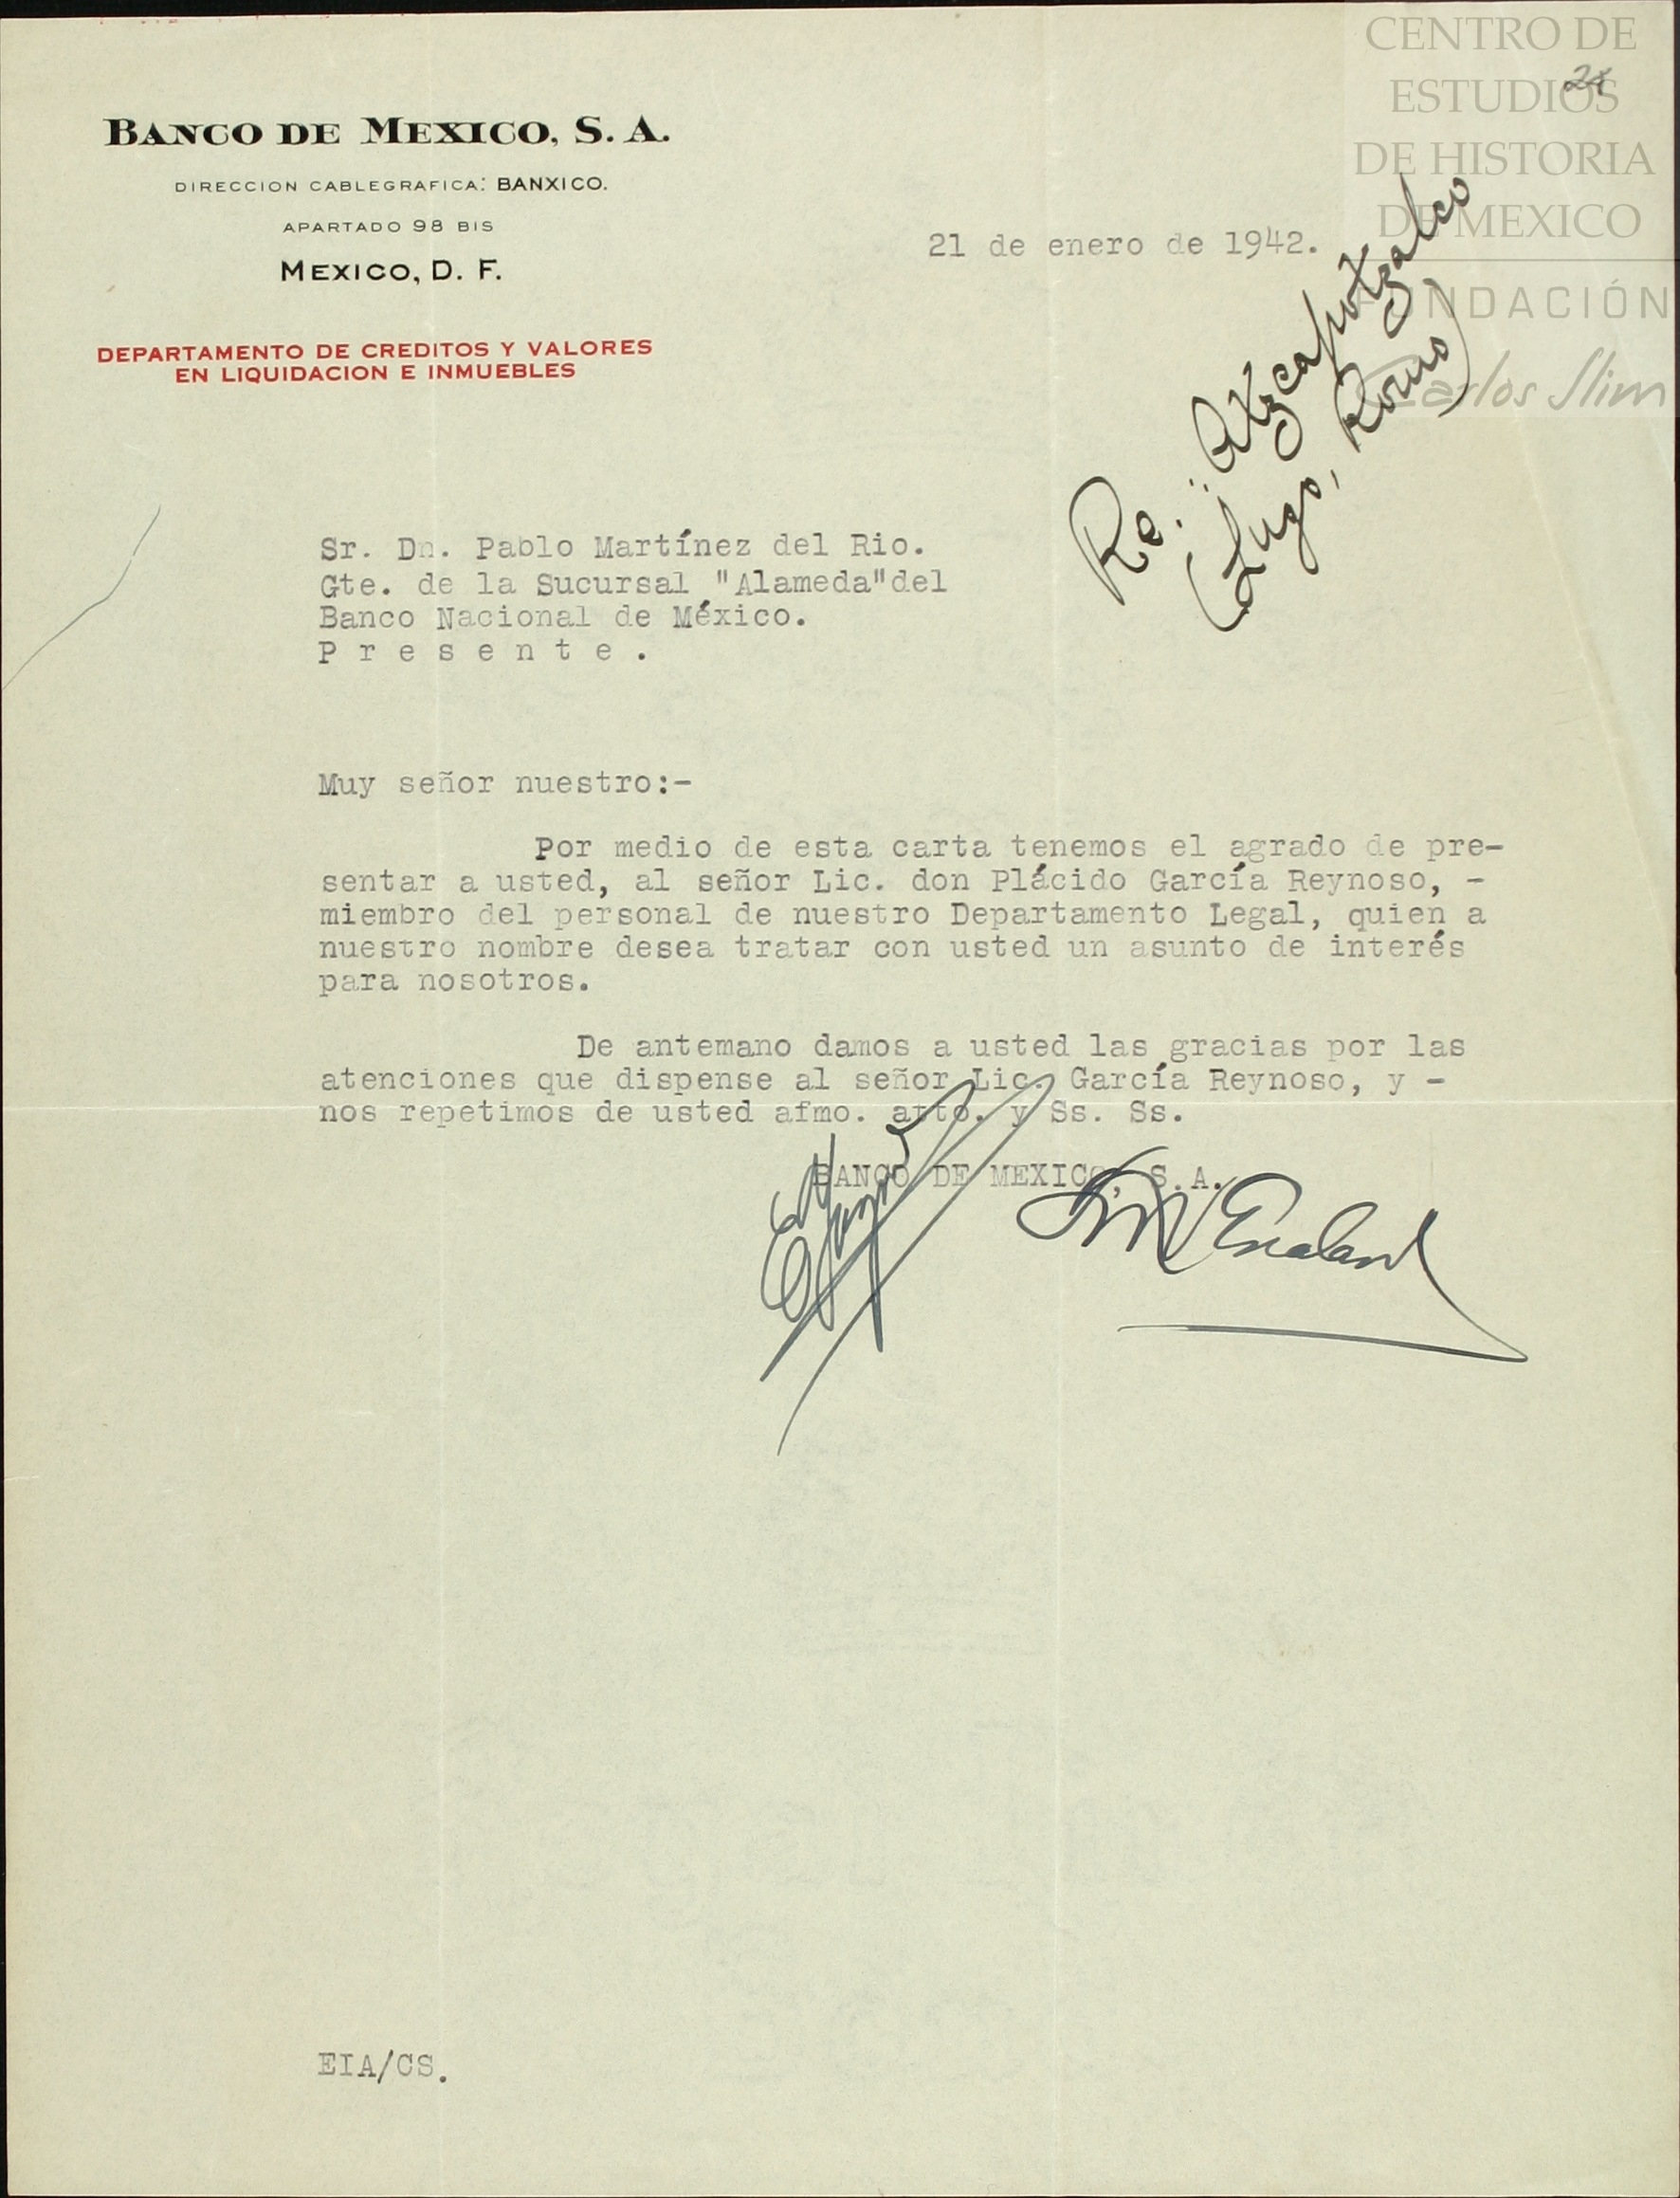 CENTRO DE
ESTUDIOS
DE HISTORIA
DE MEXICO
FUNDACIÓN
Carlos Slim
BANCO DE MEXICO, S. A.
DIRECCION CABLEGRAFICA: BANXICO.
APARTADO 98 BIS
MEXICO, D. F.
DEPARTAMENTO DE CREDITOS Y VALORES
EN LIQUIDACION E INMUEBLES
21 de enero de 1942.
Re: Atzcapotzalco
(Lugo, Romo)
Sr. Dn. Pablo Martínez del Rio.
Gte. de la Sucursal "Alameda"del
Banco Nacional de México.
P r e s e n t e .
Muy señor nuestro:-
Por medio de esta carta tenemos el agrado de pre-
sentar a usted, al señor Lic. don Plácido García Reynoso, -
miembro del personal de nuestro Departamento Legal, quien a
nuestro nombre desea tratar con usted un asunto de interés
para nosotros.
De antemano damos a usted las gracias por las
atenciones que dispense al señor Lic. García Reynoso, y -
nos repetimos de usted afmo. atto. y Ss. Ss.
BANCO DE MEXICO, S.A.
EIA/CS.